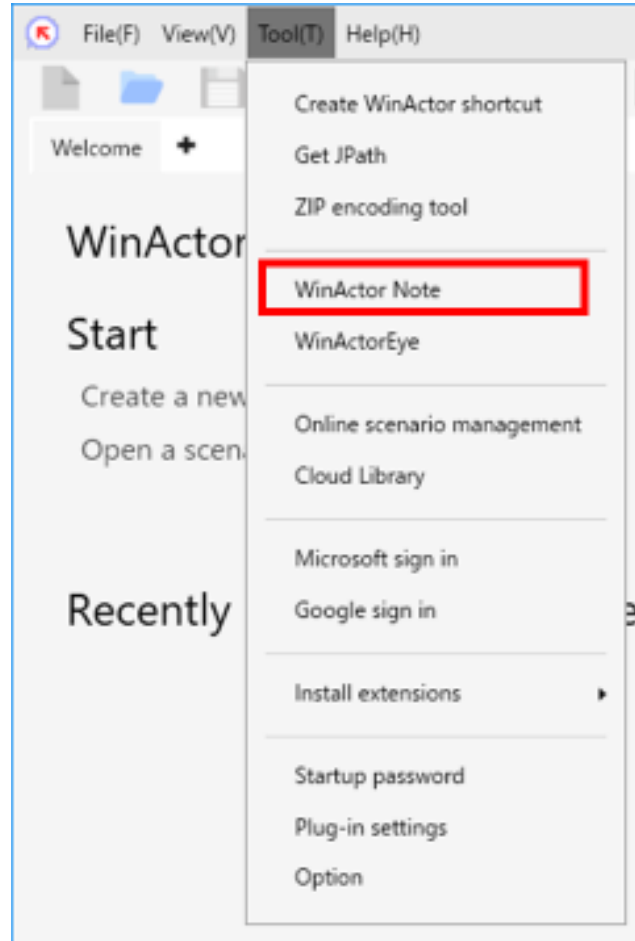 File(F) View(V) Tool(T) Help(H)
Welcome +
WinActor
Start
Create a new
Open a scen
Recently
Create WinActor shortcut
Get JPath
ZIP encoding tool
WinActor Note
WinActorEye
Online scenario management
Cloud Library
Microsoft sign in
Google sign in
Install extensions
Startup password
Plug-in settings
Option